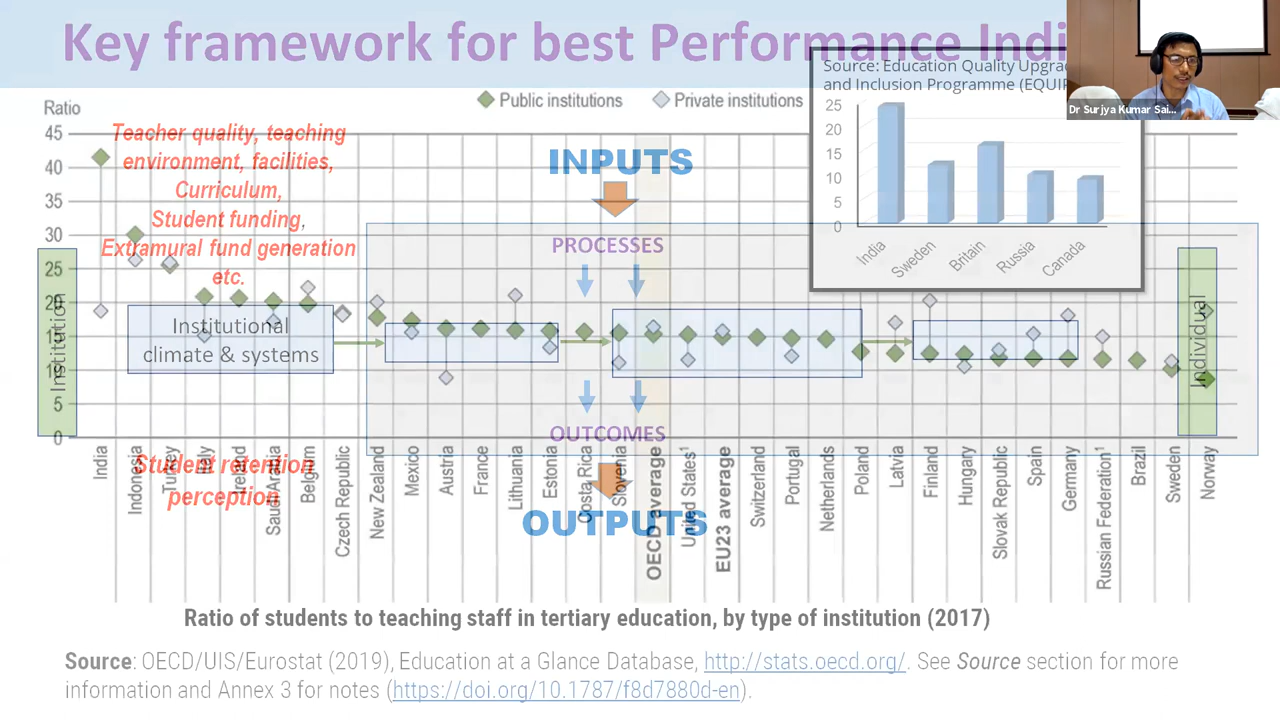 Key framework for best Performance Indi
Source: Education Quality Upgra
and Inclusion Programme (EQUIP
Dr Surjya Kumar Sai...
25
20
15
10
5
0
India
Sweden
Britain
Russia
Canada
Ratio
Public institutions
Private institutions
45
40
35
30
25
20
15
10
5
0
Teacher quality, teaching
environment, facilities,
Curriculum,
Student funding,
Extramural fund generation
etc.
INPUTS
PROCESSES
Institution
Institutional
climate & systems
Individual
OUTCOMES
Student retention
perception
OUTPUTS
India
Indonesia
Turkey
Italy
Ireland
Saudi Arabia
Belgium
Czech Republic
New Zealand
Mexico
Austria
France
Lithuania
Estonia
Costa Rica
Slovenia
OECD average
United States¹
EU23 average
Switzerland
Portugal
Netherlands
Poland
Latvia
Finland
Hungary
Slovak Republic
Spain
Germany
Russian Federation¹
Brazil
Sweden
Norway
Ratio of students to teaching staff in tertiary education, by type of institution (2017)
Source: OECD/UIS/Eurostat (2019), Education at a Glance Database, http://stats.oecd.org/. See Source section for more
information and Annex 3 for notes (https://doi.org/10.1787/f8d7880d-en).